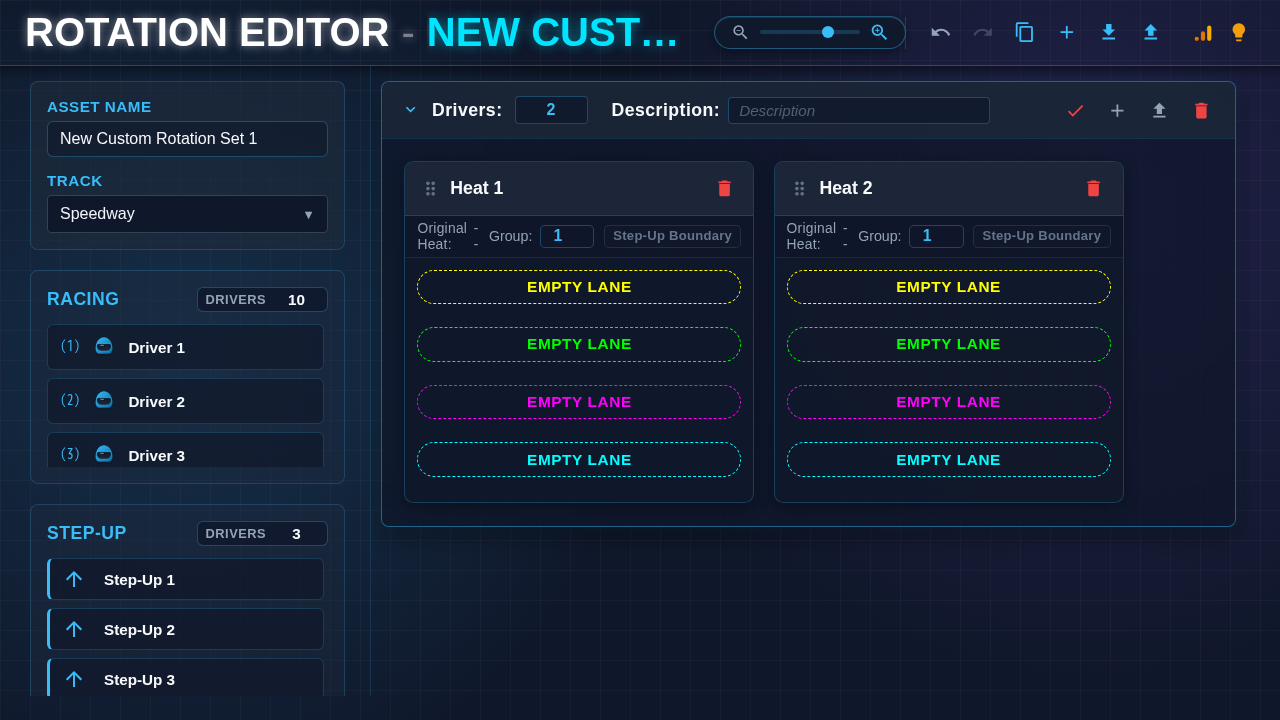 ROTATION EDITOR - NEW CUST…
ASSET NAME
New Custom Rotation Set 1
TRACK
Speedway
RACING DRIVERS 10
(1) Driver 1
(2) Driver 2
(3) Driver 3
STEP-UP DRIVERS 3
Step-Up 1
Step-Up 2
Step-Up 3
Drivers: 2 Description: Description
Heat 1
Original Heat: -- Group: 1 Step-Up Boundary
EMPTY LANE
EMPTY LANE
EMPTY LANE
EMPTY LANE
Heat 2
Original Heat: -- Group: 1 Step-Up Boundary
EMPTY LANE
EMPTY LANE
EMPTY LANE
EMPTY LANE